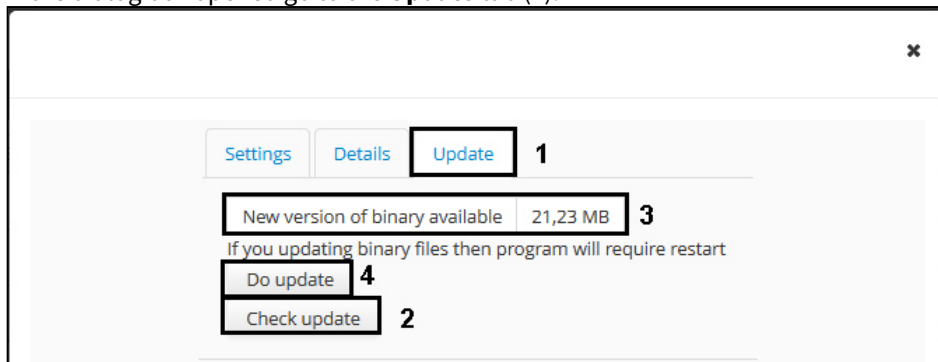 ✖
Settings Details Update 1
New version of binary available 21,23 MB 3
If you updating binary files then program will require restart
Do update 4
Check update 2